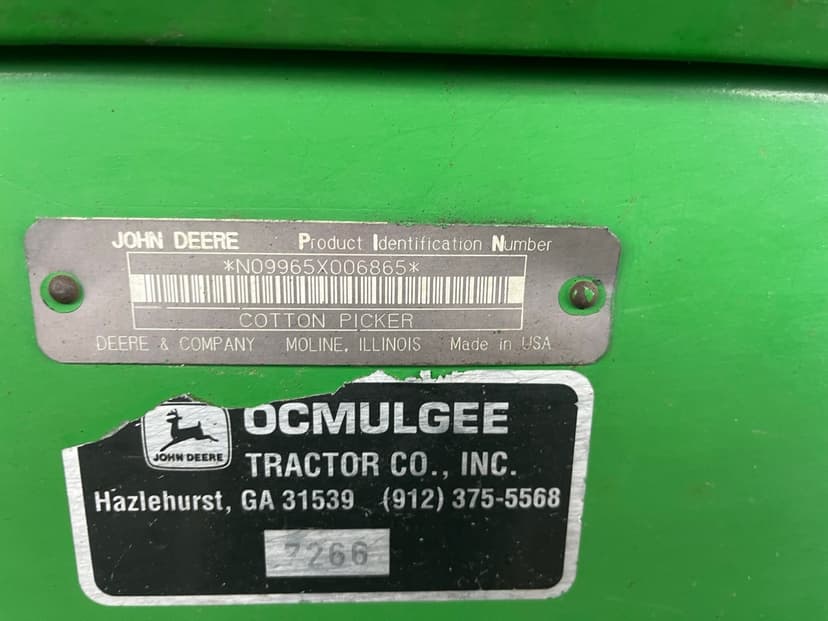 JOHN DEERE Product Identification Number
*N09965X006865*
COTTON PICKER
DEERE & COMPANY MOLINE, ILLINOIS Made in USA
JOHN DEERE
OCMULGEE
TRACTOR CO., INC.
Hazlehurst, GA 31539 (912) 375-5568
7266